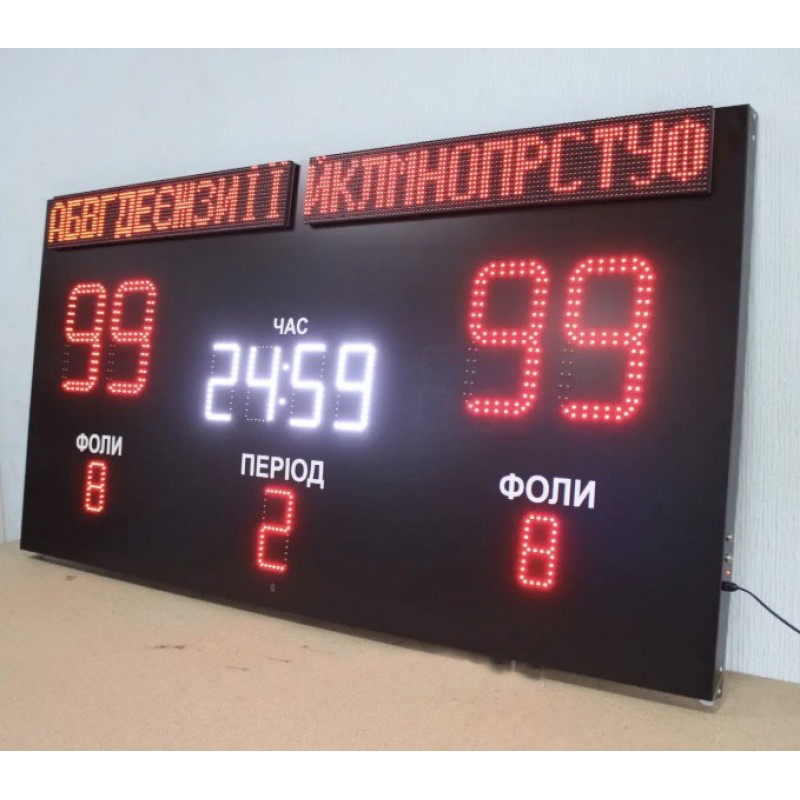 АБВГДЕЄЖЗИІЇ ЙКЛМНОПРСТУФ
99 99
ЧАС
24:59
ФОЛИ ПЕРІОД ФОЛИ
8 2 8